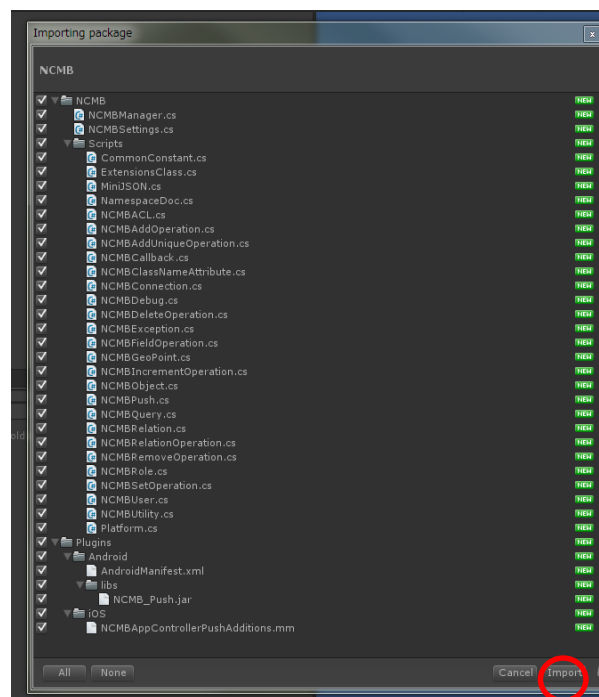 Importing package
x
NCMB
NCMB NEW
NCMBManager.cs NEW
NCMBSettings.cs NEW
Scripts NEW
CommonConstant.cs NEW
ExtensionsClass.cs NEW
MiniJSON.cs NEW
NamespaceDoc.cs NEW
NCMBACL.cs NEW
NCMBAddOperation.cs NEW
NCMBAddUniqueOperation.cs NEW
NCMBCallback.cs NEW
NCMBClassNameAttribute.cs NEW
NCMBConnection.cs NEW
NCMBDebug.cs NEW
NCMBDeleteOperation.cs NEW
NCMBException.cs NEW
NCMBFieldOperation.cs NEW
NCMBGeoPoint.cs NEW
NCMBIncrementOperation.cs NEW
NCMBObject.cs NEW
NCMBPush.cs NEW
NCMBQuery.cs NEW
NCMBRelation.cs NEW
NCMBRelationOperation.cs NEW
NCMBRemoveOperation.cs NEW
NCMBRole.cs NEW
NCMBSetOperation.cs NEW
NCMBUser.cs NEW
NCMBUtility.cs NEW
Platform.cs NEW
Plugins NEW
Android NEW
AndroidManifest.xml NEW
libs NEW
NCMB_Push.jar NEW
iOS NEW
NCMBAppControllerPushAdditions.mm NEW
All None Cancel Import